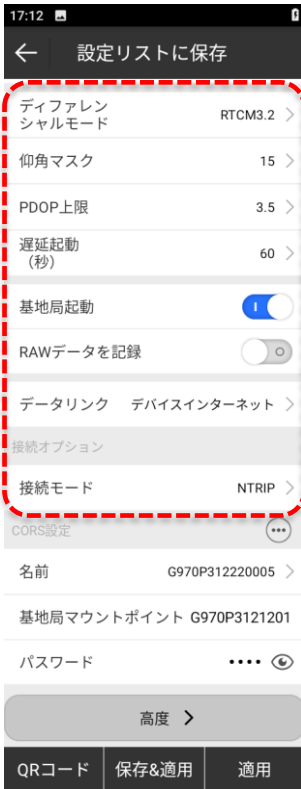 17:12
設定リストに保存
ディファレン
シャルモード RTCM3.2
仰角マスク 15
PDOP上限 3.5
遅延起動
(秒) 60
基地局起動
RAWデータを記録
データリンク デバイスインターネット
接続オプション
接続モード NTRIP
CORS設定
名前 G970P312220005
基地局マウントポイント G970P3121201
パスワード ••••
高度
QRコード 保存&適用 適用